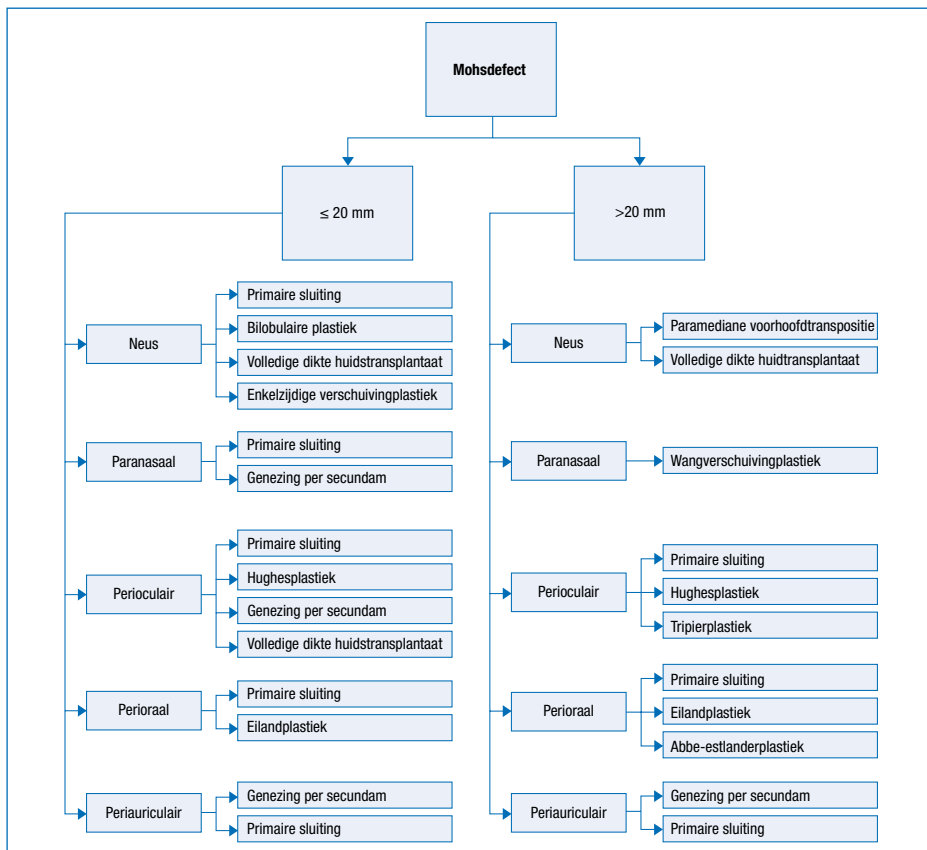 Mohsdefect
≤ 20 mm
>20 mm
Neus
Primaire sluiting
Bilobulaire plastiek
Volledige dikte huidstransplantaat
Enkelzijdige verschuivingplastiek
Paranasaal
Primaire sluiting
Genezing per secundam
Perioculair
Primaire sluiting
Hughesplastiek
Genezing per secundam
Volledige dikte huidstransplantaat
Perioraal
Primaire sluiting
Eilandplastiek
Periauriculair
Genezing per secundam
Primaire sluiting
Neus
Paramediane voorhoofdtranspositie
Volledige dikte huidtransplantaat
Paranasaal
Wangverschuivingplastiek
Perioculair
Primaire sluiting
Hughesplastiek
Tripierplastiek
Perioraal
Primaire sluiting
Eilandplastiek
Abbe-estlanderplastiek
Periauriculair
Genezing per secundam
Primaire sluiting